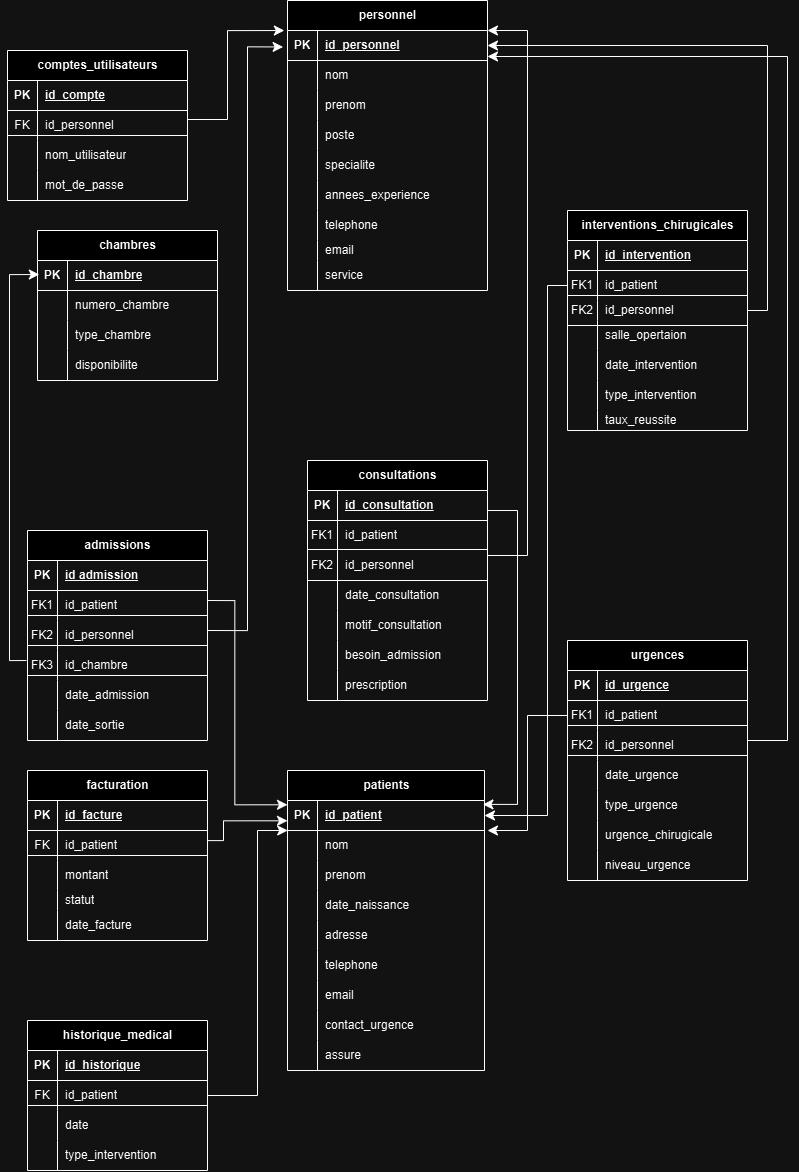 personnel
PK id_personnel
nom
prenom
poste
specialite
annees_experience
telephone
email
service
comptes_utilisateurs
PK id_compte
FK id_personnel
nom_utilisateur
mot_de_passe
chambres
PK id_chambre
numero_chambre
type_chambre
disponibilite
interventions_chirugicales
PK id_intervention
FK1 id_patient
FK2 id_personnel
salle_opertaion
date_intervention
type_intervention
taux_reussite
consultations
PK id_consultation
FK1 id_patient
FK2 id_personnel
date_consultation
motif_consultation
besoin_admission
prescription
admissions
PK id admission
FK1 id_patient
FK2 id_personnel
FK3 id_chambre
date_admission
date_sortie
urgences
PK id_urgence
FK1 id_patient
FK2 id_personnel
date_urgence
type_urgence
urgence_chirugicale
niveau_urgence
facturation
PK id_facture
FK id_patient
montant
statut
date_facture
patients
PK id_patient
nom
prenom
date_naissance
adresse
telephone
email
contact_urgence
assure
historique_medical
PK id_historique
FK id_patient
date
type_intervention